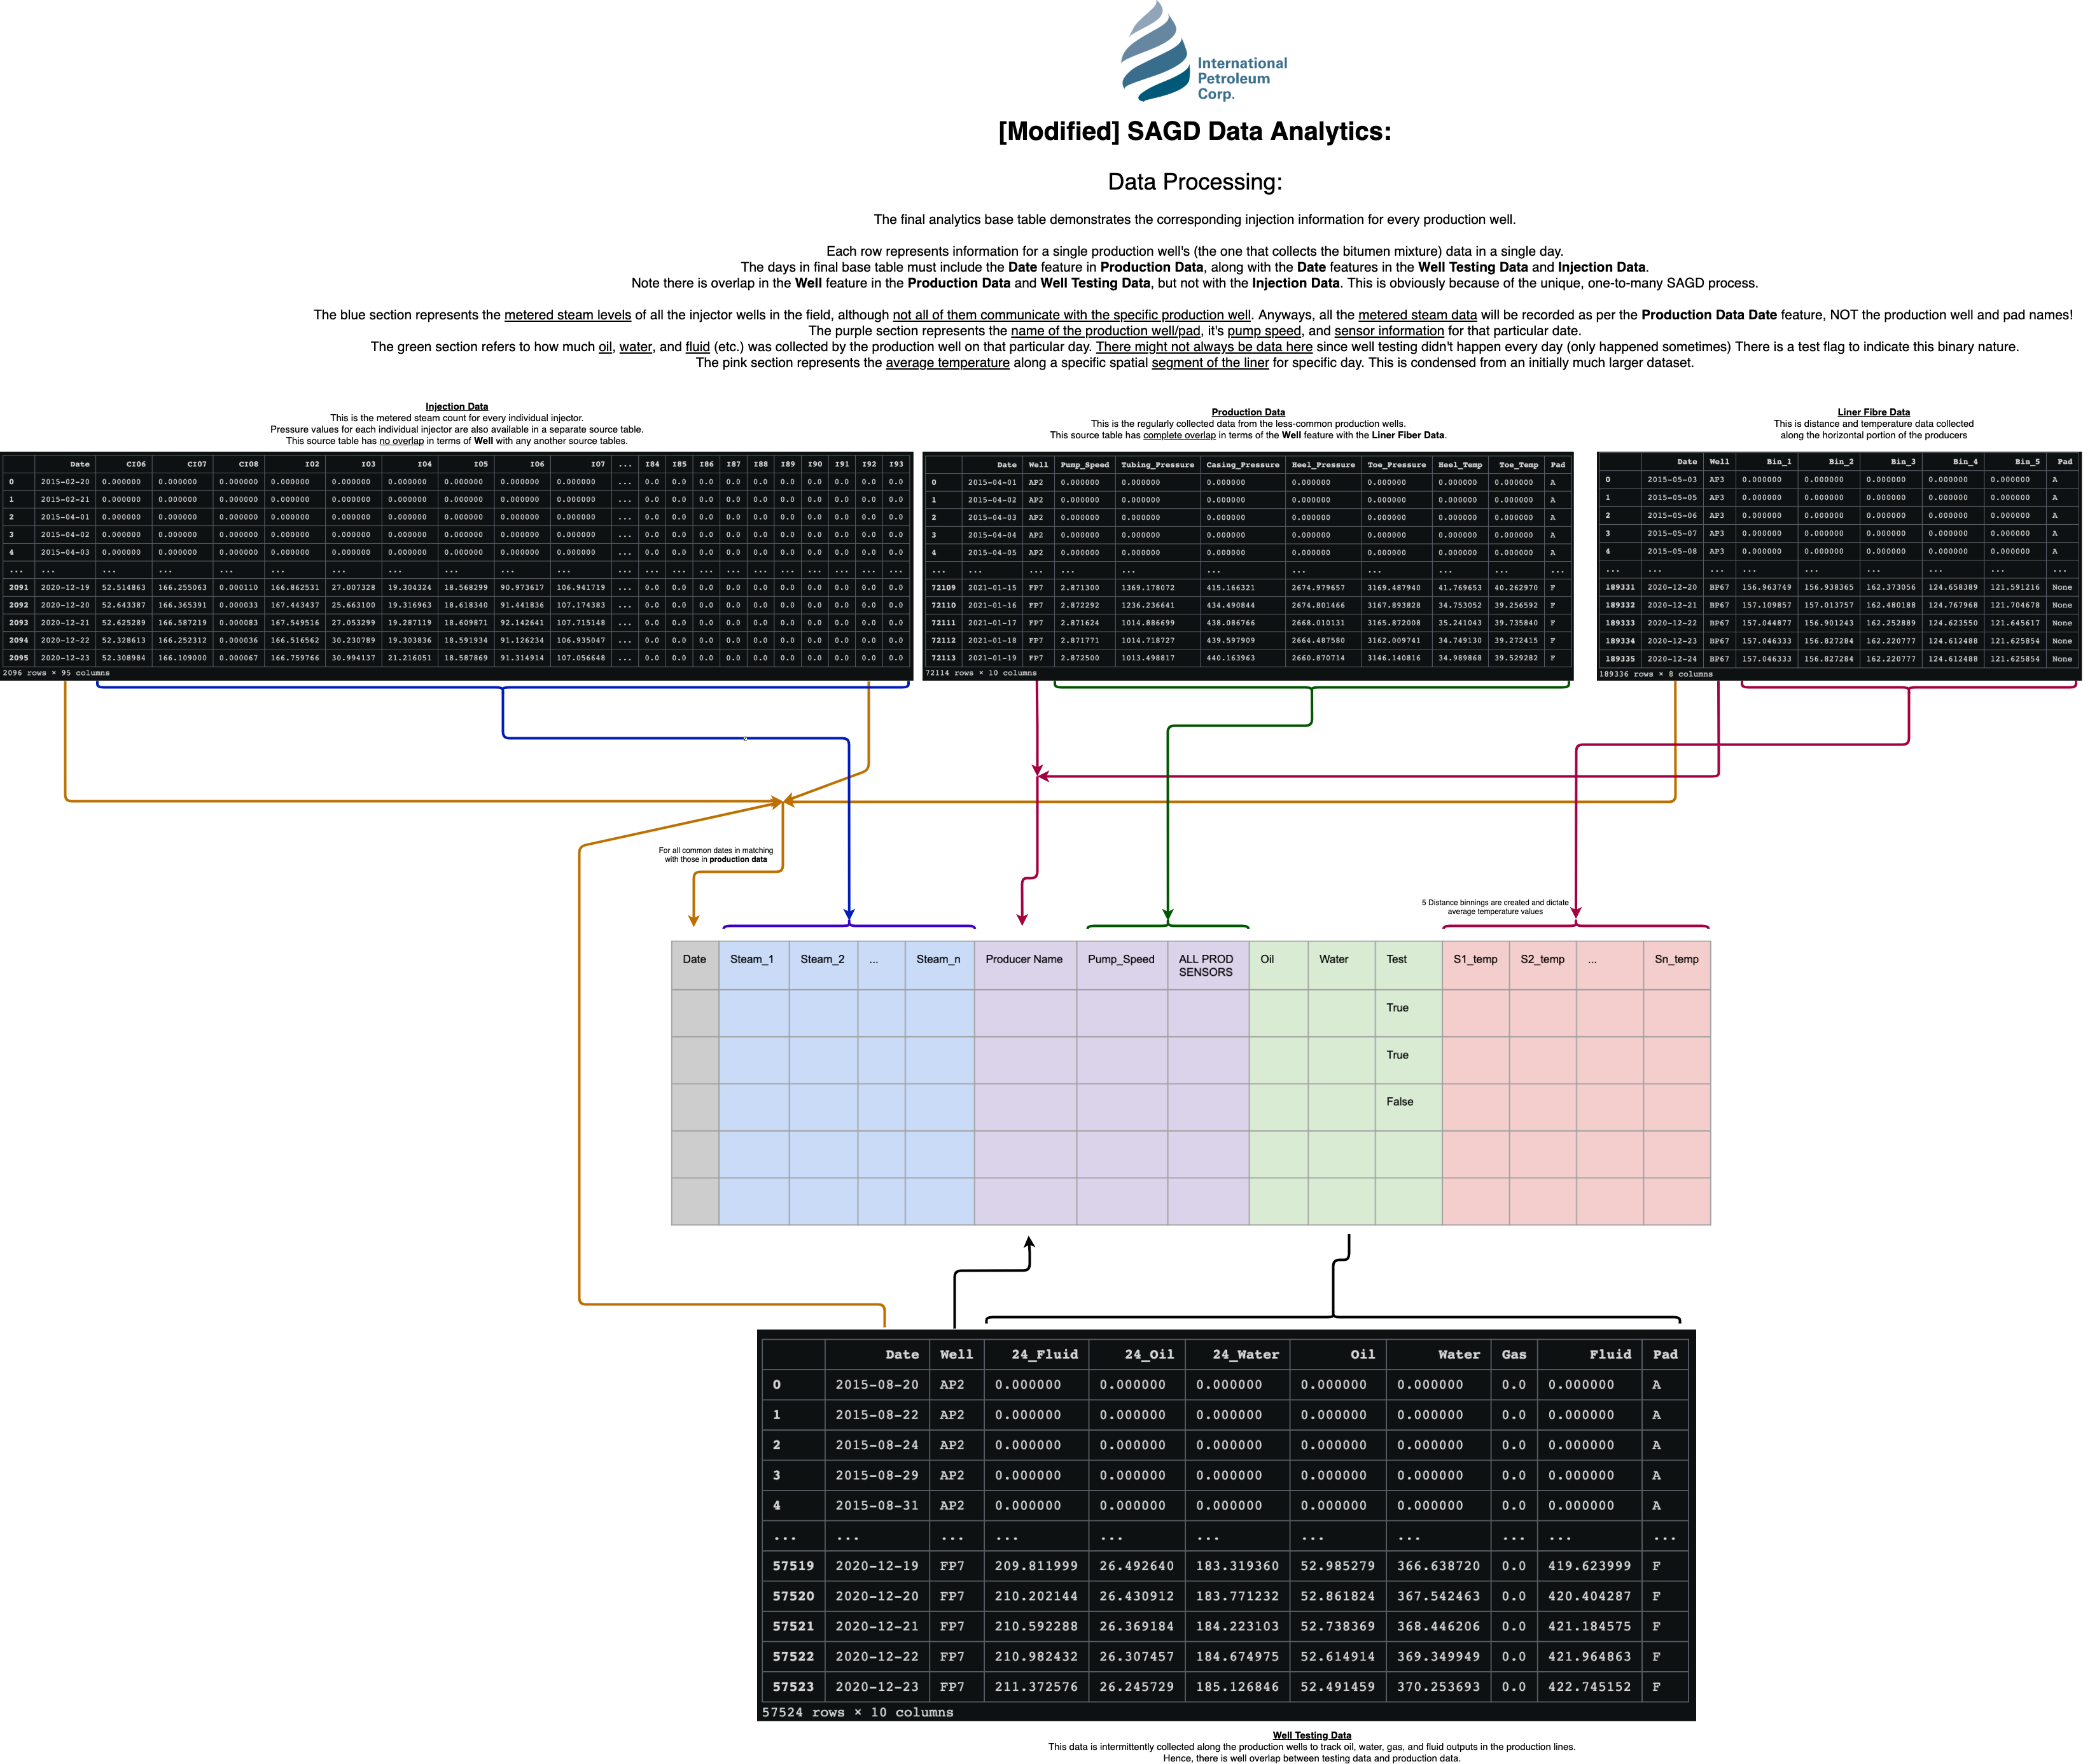 International
Petroleum
Corp.
[Modified] SAGD Data Analytics:
Data Processing:
The final analytics base table demonstrates the corresponding injection information for every production well.
Each row represents information for a single production well's (the one that collects the bitumen mixture) data in a single day.
The days in final base table must include the Date feature in Production Data, along with the Date features in the Well Testing Data and Injection Data.
Note there is overlap in the Well feature in the Production Data and Well Testing Data, but not with the Injection Data. This is obviously because of the unique, one-to-many SAGD process.
The blue section represents the metered steam levels of all the injector wells in the field, although not all of them communicate with the specific production well. Anyways, all the metered steam data will be recorded as per the Production Data Date feature, NOT the production well and pad names!
The purple section represents the name of the production well/pad, it's pump speed, and sensor information for that particular date.
The green section refers to how much oil, water, and fluid (etc.) was collected by the production well on that particular day. There might not always be data here since well testing didn't happen every day (only happened sometimes) There is a test flag to indicate this binary nature.
The pink section represents the average temperature along a specific spatial segment of the liner for specific day. This is condensed from an initially much larger dataset.
Injection Data
This is the metered steam count for every individual injector.
Pressure values for each individual injector are also available in a separate source table.
This source table has no overlap in terms of Well with any another source tables.
Date CI06 CI07 CI08 I02 I03 I04 I05 I06 I07 ... I84 I85 I86 I87 I88 I89 I90 I91 I92 I93
0 2015-02-20 0.000000 0.000000 0.000000 0.000000 0.000000 0.000000 0.000000 0.000000 0.000000 ... 0.0 0.0 0.0 0.0 0.0 0.0 0.0 0.0 0.0 0.0
1 2015-02-21 0.000000 0.000000 0.000000 0.000000 0.000000 0.000000 0.000000 0.000000 0.000000 ... 0.0 0.0 0.0 0.0 0.0 0.0 0.0 0.0 0.0 0.0
2 2015-04-01 0.000000 0.000000 0.000000 0.000000 0.000000 0.000000 0.000000 0.000000 0.000000 ... 0.0 0.0 0.0 0.0 0.0 0.0 0.0 0.0 0.0 0.0
3 2015-04-02 0.000000 0.000000 0.000000 0.000000 0.000000 0.000000 0.000000 0.000000 0.000000 ... 0.0 0.0 0.0 0.0 0.0 0.0 0.0 0.0 0.0 0.0
4 2015-04-03 0.000000 0.000000 0.000000 0.000000 0.000000 0.000000 0.000000 0.000000 0.000000 ... 0.0 0.0 0.0 0.0 0.0 0.0 0.0 0.0 0.0 0.0
... ... ... ... ... ... ... ... ... ... ... ... ... ... ... ... ... ... ... ... ... ...
2091 2020-12-19 52.514863 166.255063 0.000110 166.862531 27.007328 19.304324 18.568299 90.973617 106.941719 ... 0.0 0.0 0.0 0.0 0.0 0.0 0.0 0.0 0.0 0.0
2092 2020-12-20 52.643387 166.365391 0.000033 167.443437 25.663100 19.316963 18.618340 91.441836 107.174383 ... 0.0 0.0 0.0 0.0 0.0 0.0 0.0 0.0 0.0 0.0
2093 2020-12-21 52.625289 166.587219 0.000083 167.549516 27.053299 19.287119 18.609871 92.142641 107.715148 ... 0.0 0.0 0.0 0.0 0.0 0.0 0.0 0.0 0.0 0.0
2094 2020-12-22 52.328613 166.252312 0.000036 166.516562 30.230789 19.303836 18.591934 91.126234 106.935047 ... 0.0 0.0 0.0 0.0 0.0 0.0 0.0 0.0 0.0 0.0
2095 2020-12-23 52.308984 166.109000 0.000067 166.759766 30.994137 21.216051 18.587869 91.314914 107.056648 ... 0.0 0.0 0.0 0.0 0.0 0.0 0.0 0.0 0.0 0.0
2096 rows × 95 columns
Production Data
This is the regularly collected data from the less-common production wells.
This source table has complete overlap in terms of the Well feature with the Liner Fiber Data.
Date Well Pump_Speed Tubing_Pressure Casing_Pressure Heel_Pressure Toe_Pressure Heel_Temp Toe_Temp Pad
0 2015-04-01 AP2 0.000000 0.000000 0.000000 0.000000 0.000000 0.000000 0.000000 A
1 2015-04-02 AP2 0.000000 0.000000 0.000000 0.000000 0.000000 0.000000 0.000000 A
2 2015-04-03 AP2 0.000000 0.000000 0.000000 0.000000 0.000000 0.000000 0.000000 A
3 2015-04-04 AP2 0.000000 0.000000 0.000000 0.000000 0.000000 0.000000 0.000000 A
4 2015-04-05 AP2 0.000000 0.000000 0.000000 0.000000 0.000000 0.000000 0.000000 A
... ... ... ... ... ... ... ... ... ... ...
72109 2021-01-15 FP7 2.871300 1369.178072 415.166321 2674.979657 3169.487940 41.769653 40.262970 F
72110 2021-01-16 FP7 2.872292 1236.236641 434.490844 2674.801466 3167.893828 34.753052 39.256592 F
72111 2021-01-17 FP7 2.871624 1014.886699 438.086766 2668.010131 3165.872008 35.241043 39.735840 F
72112 2021-01-18 FP7 2.871771 1014.718727 439.597909 2664.487580 3162.009741 34.749130 39.272415 F
72113 2021-01-19 FP7 2.872500 1013.498817 440.163963 2660.870714 3146.140816 34.989868 39.529282 F
72114 rows × 10 columns
Liner Fibre Data
This is distance and temperature data collected
along the horizontal portion of the producers
Date Well Bin_1 Bin_2 Bin_3 Bin_4 Bin_5 Pad
0 2015-05-03 AP3 0.000000 0.000000 0.000000 0.000000 0.000000 A
1 2015-05-05 AP3 0.000000 0.000000 0.000000 0.000000 0.000000 A
2 2015-05-06 AP3 0.000000 0.000000 0.000000 0.000000 0.000000 A
3 2015-05-07 AP3 0.000000 0.000000 0.000000 0.000000 0.000000 A
4 2015-05-08 AP3 0.000000 0.000000 0.000000 0.000000 0.000000 A
... ... ... ... ... ... ... ... ...
189331 2020-12-20 BP67 156.963749 156.938365 162.373056 124.658389 121.591216 None
189332 2020-12-21 BP67 157.109857 157.013757 162.480188 124.767968 121.704678 None
189333 2020-12-22 BP67 157.044877 156.901243 162.252889 124.623550 121.645617 None
189334 2020-12-23 BP67 157.046333 156.827284 162.220777 124.612488 121.625854 None
189335 2020-12-24 BP67 157.046333 156.827284 162.220777 124.612488 121.625854 None
189336 rows × 8 columns
For all common dates in matching
with those in production data
5 Distance binnings are created and dictate
average temperature values
Date Steam_1 Steam_2 ... Steam_n Producer Name Pump_Speed ALL PROD Oil Water Test S1_temp S2_temp ... Sn_temp
SENSORS
True
True
False
Date Well 24_Fluid 24_Oil 24_Water Oil Water Gas Fluid Pad
0 2015-08-20 AP2 0.000000 0.000000 0.000000 0.000000 0.000000 0.0 0.000000 A
1 2015-08-22 AP2 0.000000 0.000000 0.000000 0.000000 0.000000 0.0 0.000000 A
2 2015-08-24 AP2 0.000000 0.000000 0.000000 0.000000 0.000000 0.0 0.000000 A
3 2015-08-29 AP2 0.000000 0.000000 0.000000 0.000000 0.000000 0.0 0.000000 A
4 2015-08-31 AP2 0.000000 0.000000 0.000000 0.000000 0.000000 0.0 0.000000 A
... ... ... ... ... ... ... ... ... ... ...
57519 2020-12-19 FP7 209.811999 26.492640 183.319360 52.985279 366.638720 0.0 419.623999 F
57520 2020-12-20 FP7 210.202144 26.430912 183.771232 52.861824 367.542463 0.0 420.404287 F
57521 2020-12-21 FP7 210.592288 26.369184 184.223103 52.738369 368.446206 0.0 421.184575 F
57522 2020-12-22 FP7 210.982432 26.307457 184.674975 52.614914 369.349949 0.0 421.964863 F
57523 2020-12-23 FP7 211.372576 26.245729 185.126846 52.491459 370.253693 0.0 422.745152 F
57524 rows × 10 columns
Well Testing Data
This data is intermittently collected along the production wells to track oil, water, gas, and fluid outputs in the production lines.
Hence, there is well overlap between testing data and production data.